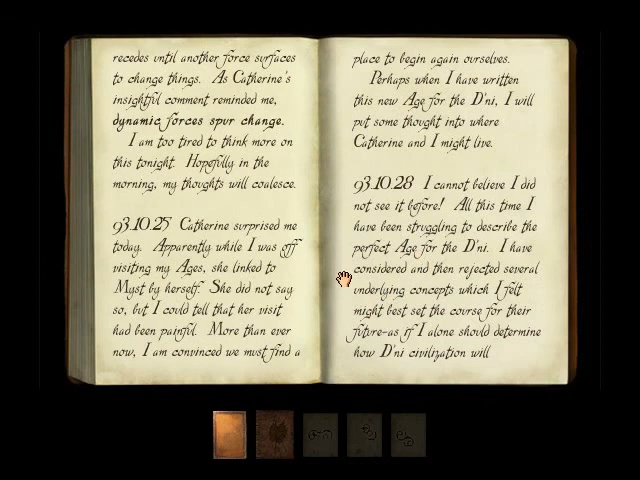 recedes until another force surfaces
to change things. As Catherine's
insightful comment reminded me,
dynamic forces spur change.
I am too tired to think more on
this tonight. Hopefully in the
morning, my thoughts will coalesce.
93.10.25 Catherine surprised me
today. Apparently while I was off
visiting my Ages, she linked to
Myst by herself. She did not say
so, but I could tell that her visit
had been painful. More than ever
now, I am convinced we must find a
place to begin again ourselves.
Perhaps when I have written
this new Age for the D'ni, I will
put some thought into where
Catherine and I might live.
93.10.28 I cannot believe I did
not see it before! All this time I
have been struggling to describe the
perfect Age for the D'ni. I have
considered and then rejected several
underlying concepts which I felt
might best set the course for their
future-as if I alone should determine
how D'ni civilization will